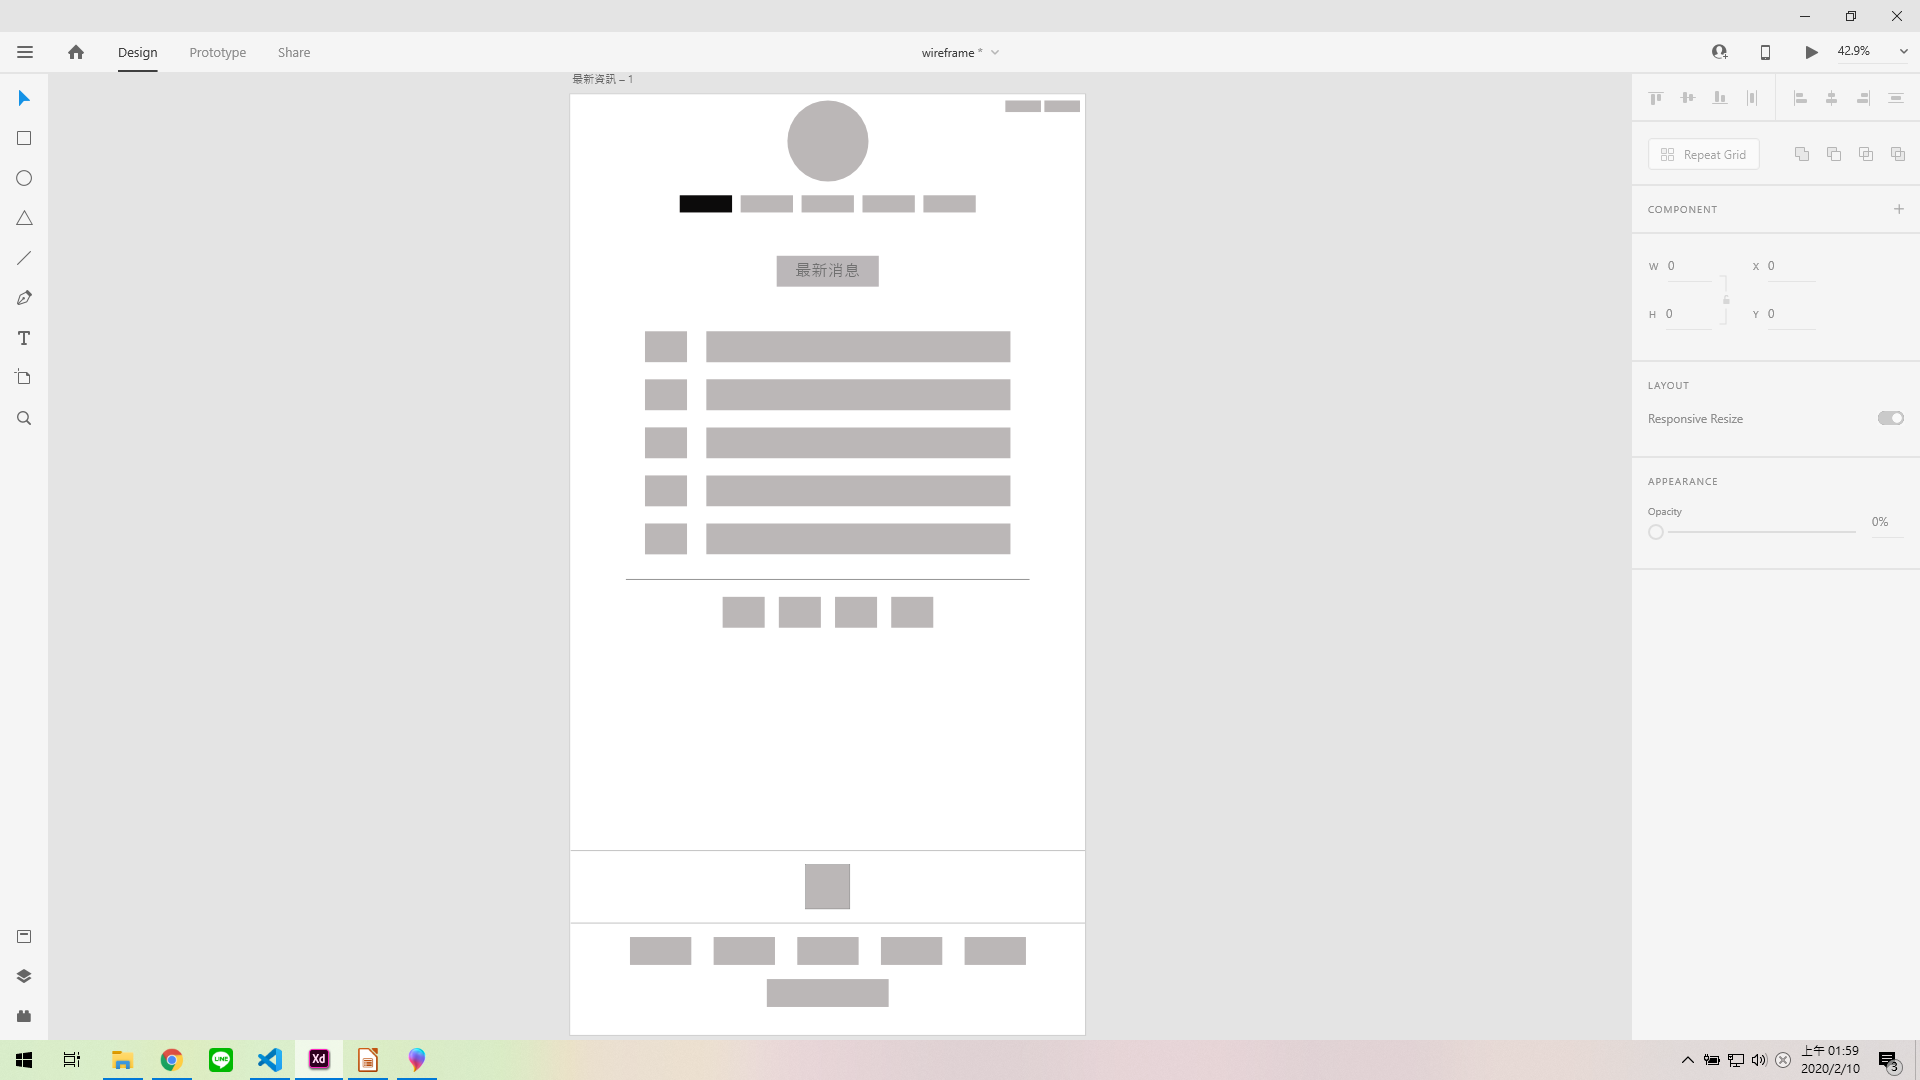 Design
Prototype
Share
wireframe *
42.9%
最新資訊 – 1
Repeat Grid
COMPONENT
最新消息
W 0
X 0
H 0
Y 0
LAYOUT
Responsive Resize
APPEARANCE
Opacity
0%
LINE
Xd
上午 01:59
2020/2/10
3